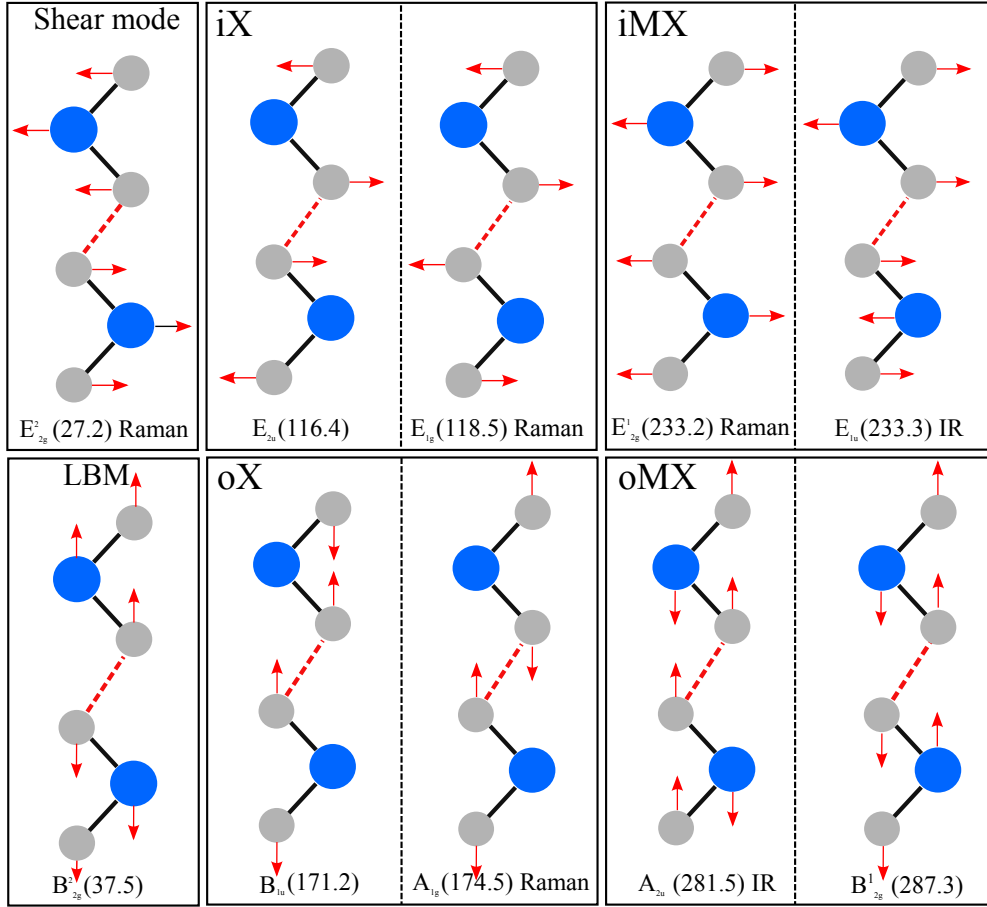 Shear mode
iX
iMX
E²₂g (27.2) Raman
E₂u (116.4)
E₁g (118.5) Raman
E¹₂g (233.2) Raman
E₁u (233.3) IR
LBM
oX
oMX
B²₂g (37.5)
B₁u (171.2)
A₁g (174.5) Raman
A₂u (281.5) IR
B¹₂g (287.3)